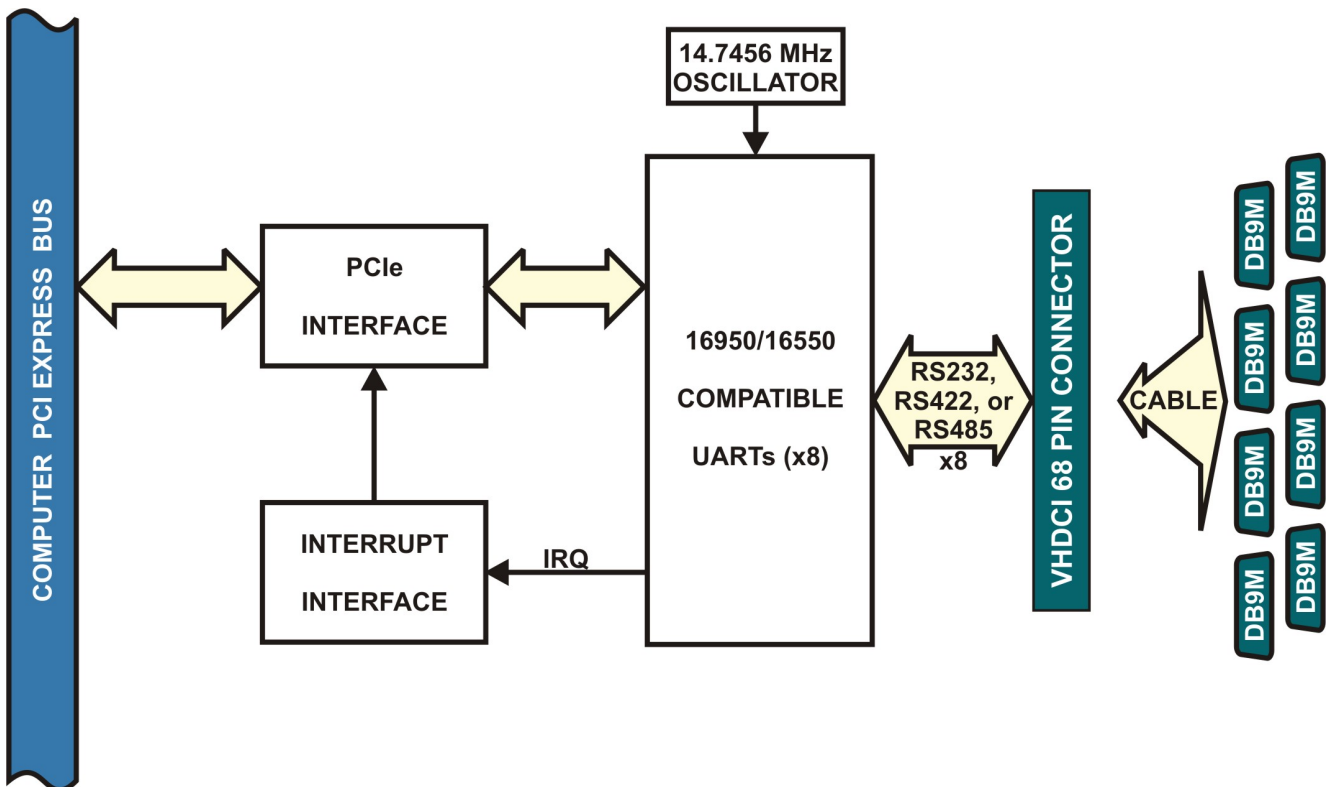 COMPUTER PCI EXPRESS BUS
14.7456 MHz
OSCILLATOR
PCIe
INTERFACE
INTERRUPT
INTERFACE
IRQ
16950/16550
COMPATIBLE
UARTs (x8)
RS232,
RS422, or
RS485
x8
VHDCI 68 PIN CONNECTOR
CABLE
DB9M
DB9M
DB9M
DB9M
DB9M
DB9M
DB9M
DB9M